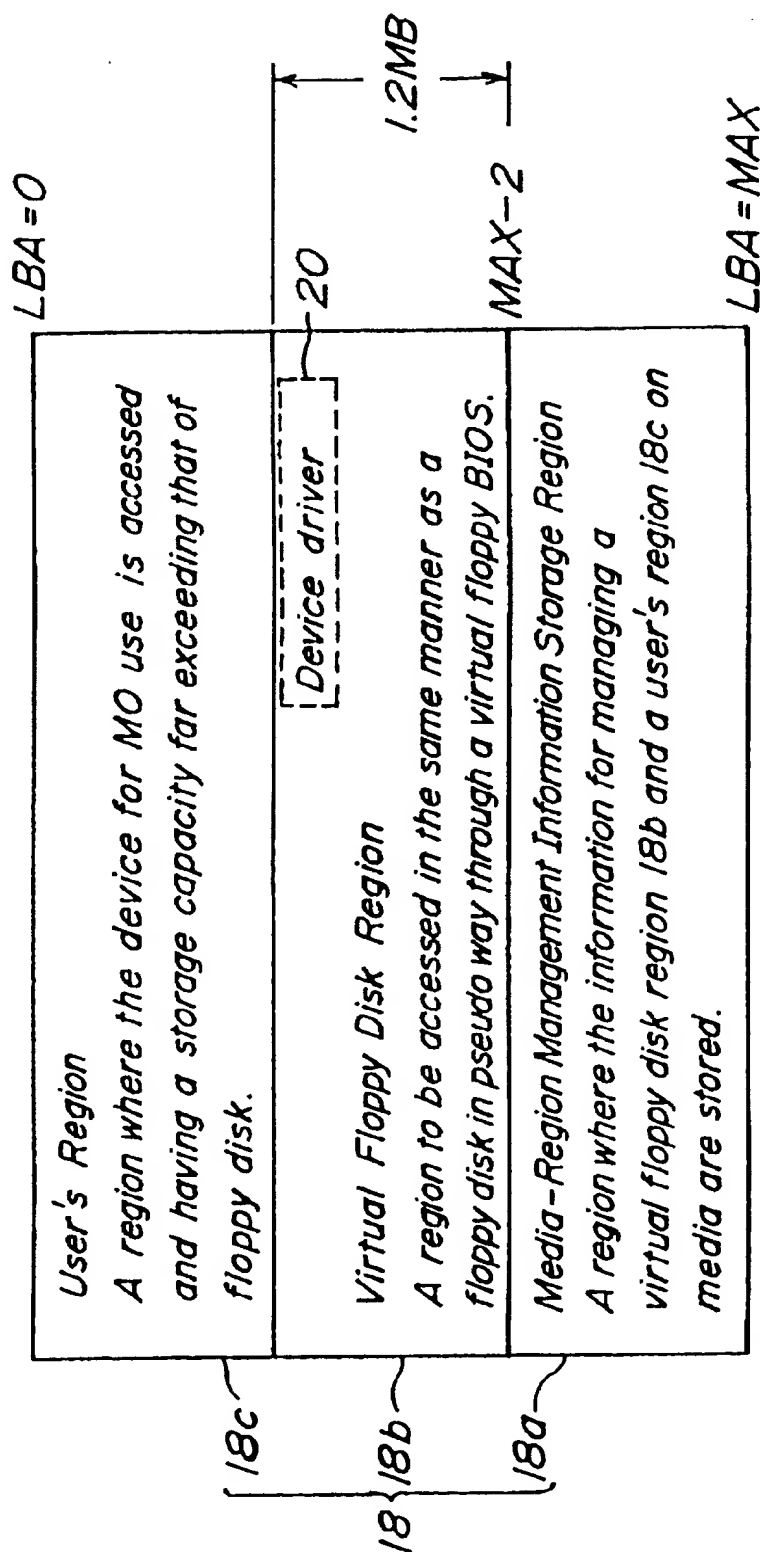 LBA=0
User's Region
A region where the device for MO use is accessed
and having a storage capacity far exceeding that of
floppy disk.
18c
Device driver
20
1.2MB
Virtual Floppy Disk Region
A region to be accessed in the same manner as a
floppy disk in pseudo way through a virtual floppy BIOS.
18
18b
MAX-2
Media-Region Management Information Storage Region
A region where the information for managing a
virtual floppy disk region 18b and a user's region 18c on
media are stored.
18a
LBA=MAX